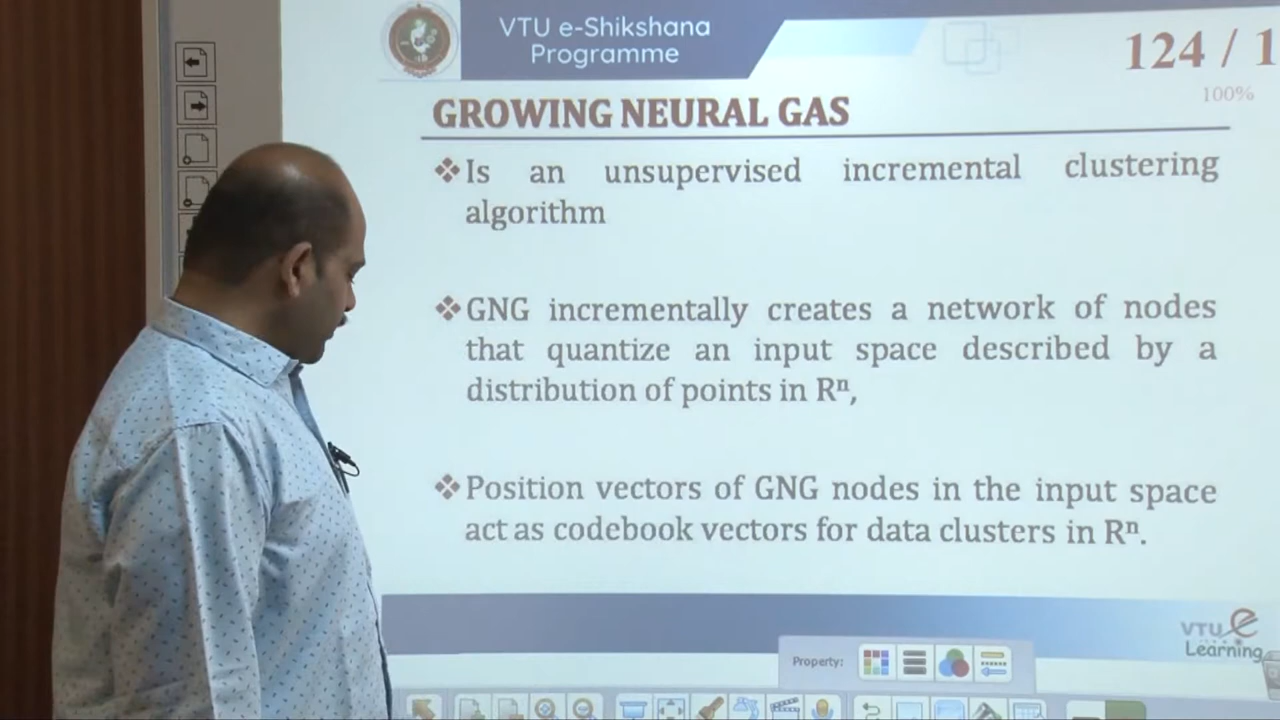 VTU e-Shikshana
Programme
124 / 1
100%
GROWING NEURAL GAS
❖Is an unsupervised incremental clustering
algorithm
❖GNG incrementally creates a network of nodes
that quantize an input space described by a
distribution of points in Rⁿ,
❖Position vectors of GNG nodes in the input space
act as codebook vectors for data clusters in Rⁿ.
VTU e
Learning
Property: